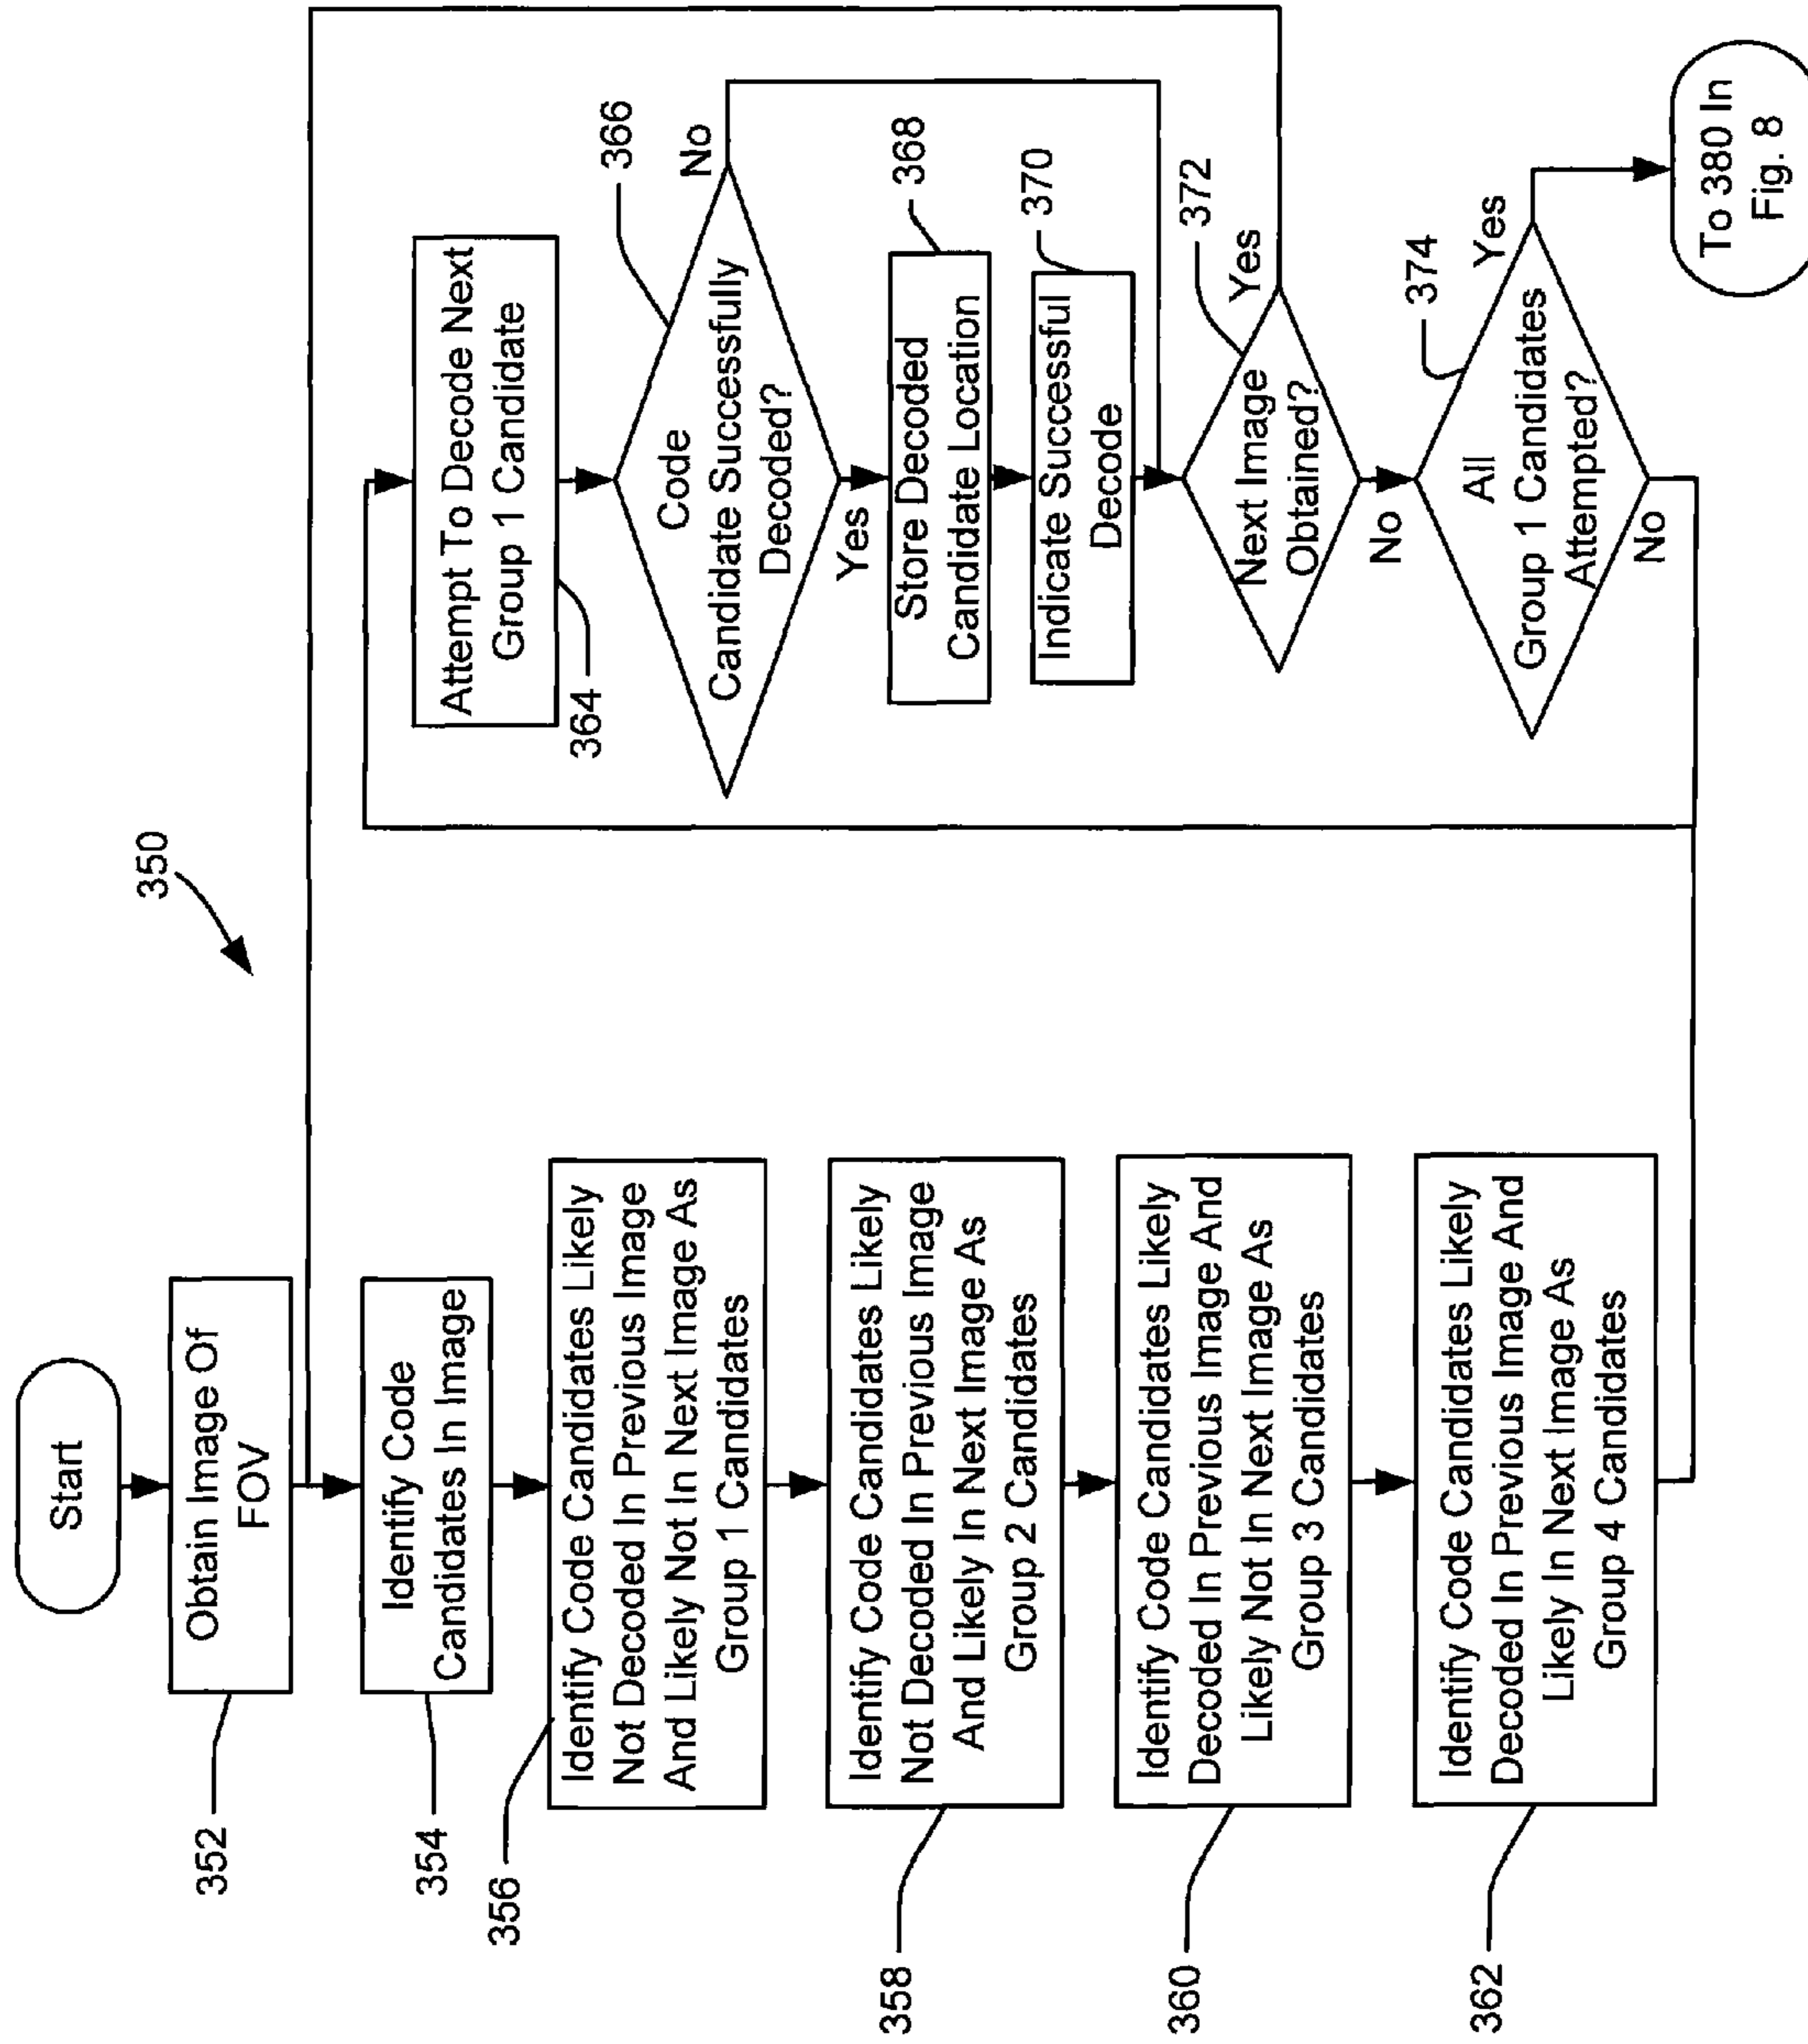 350
Start
Obtain Image Of
FOV
352
Identify Code
Candidates In Image
354
Identify Code Candidates Likely
Not Decoded In Previous Image
And Likely Not In Next Image As
Group 1 Candidates
356
Identify Code Candidates Likely
Not Decoded In Previous Image
And Likely In Next Image As
Group 2 Candidates
358
Identify Code Candidates Likely
Decoded In Previous Image And
Likely Not In Next Image As
Group 3 Candidates
360
Identify Code Candidates Likely
Decoded In Previous Image And
Likely In Next Image As
Group 4 Candidates
362
Attempt To Decode Next
Group 1 Candidate
364
Code
Candidate Successfully
Decoded?
366
No
Yes
Store Decoded
Candidate Location
368
Indicate Successful
Decode
370
Next Image
Obtained?
372
Yes
No
All
Group 1 Candidates
Attempted?
374
Yes
No
To 380 In
Fig. 8